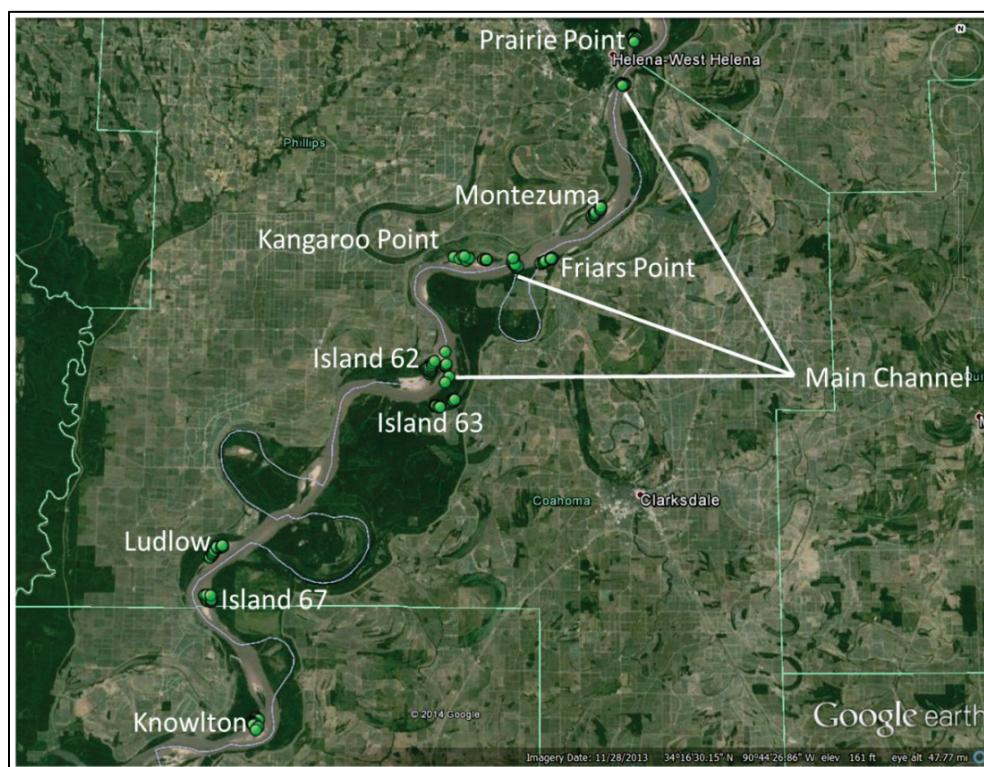 Prairie Point
N
Helena-West Helena
Phillips
Montezuma
Kangaroo Point
Friars Point
Island 62
Main Channel
Island 63
Coahoma
Clarksdale
Ludlow
Island 67
Knowlton
© 2014 Google
Google earth
Imagery Date: 11/28/2013 34°16'30.15" N 90°44'26.86" W elev 161 ft eye alt 47.77 mi